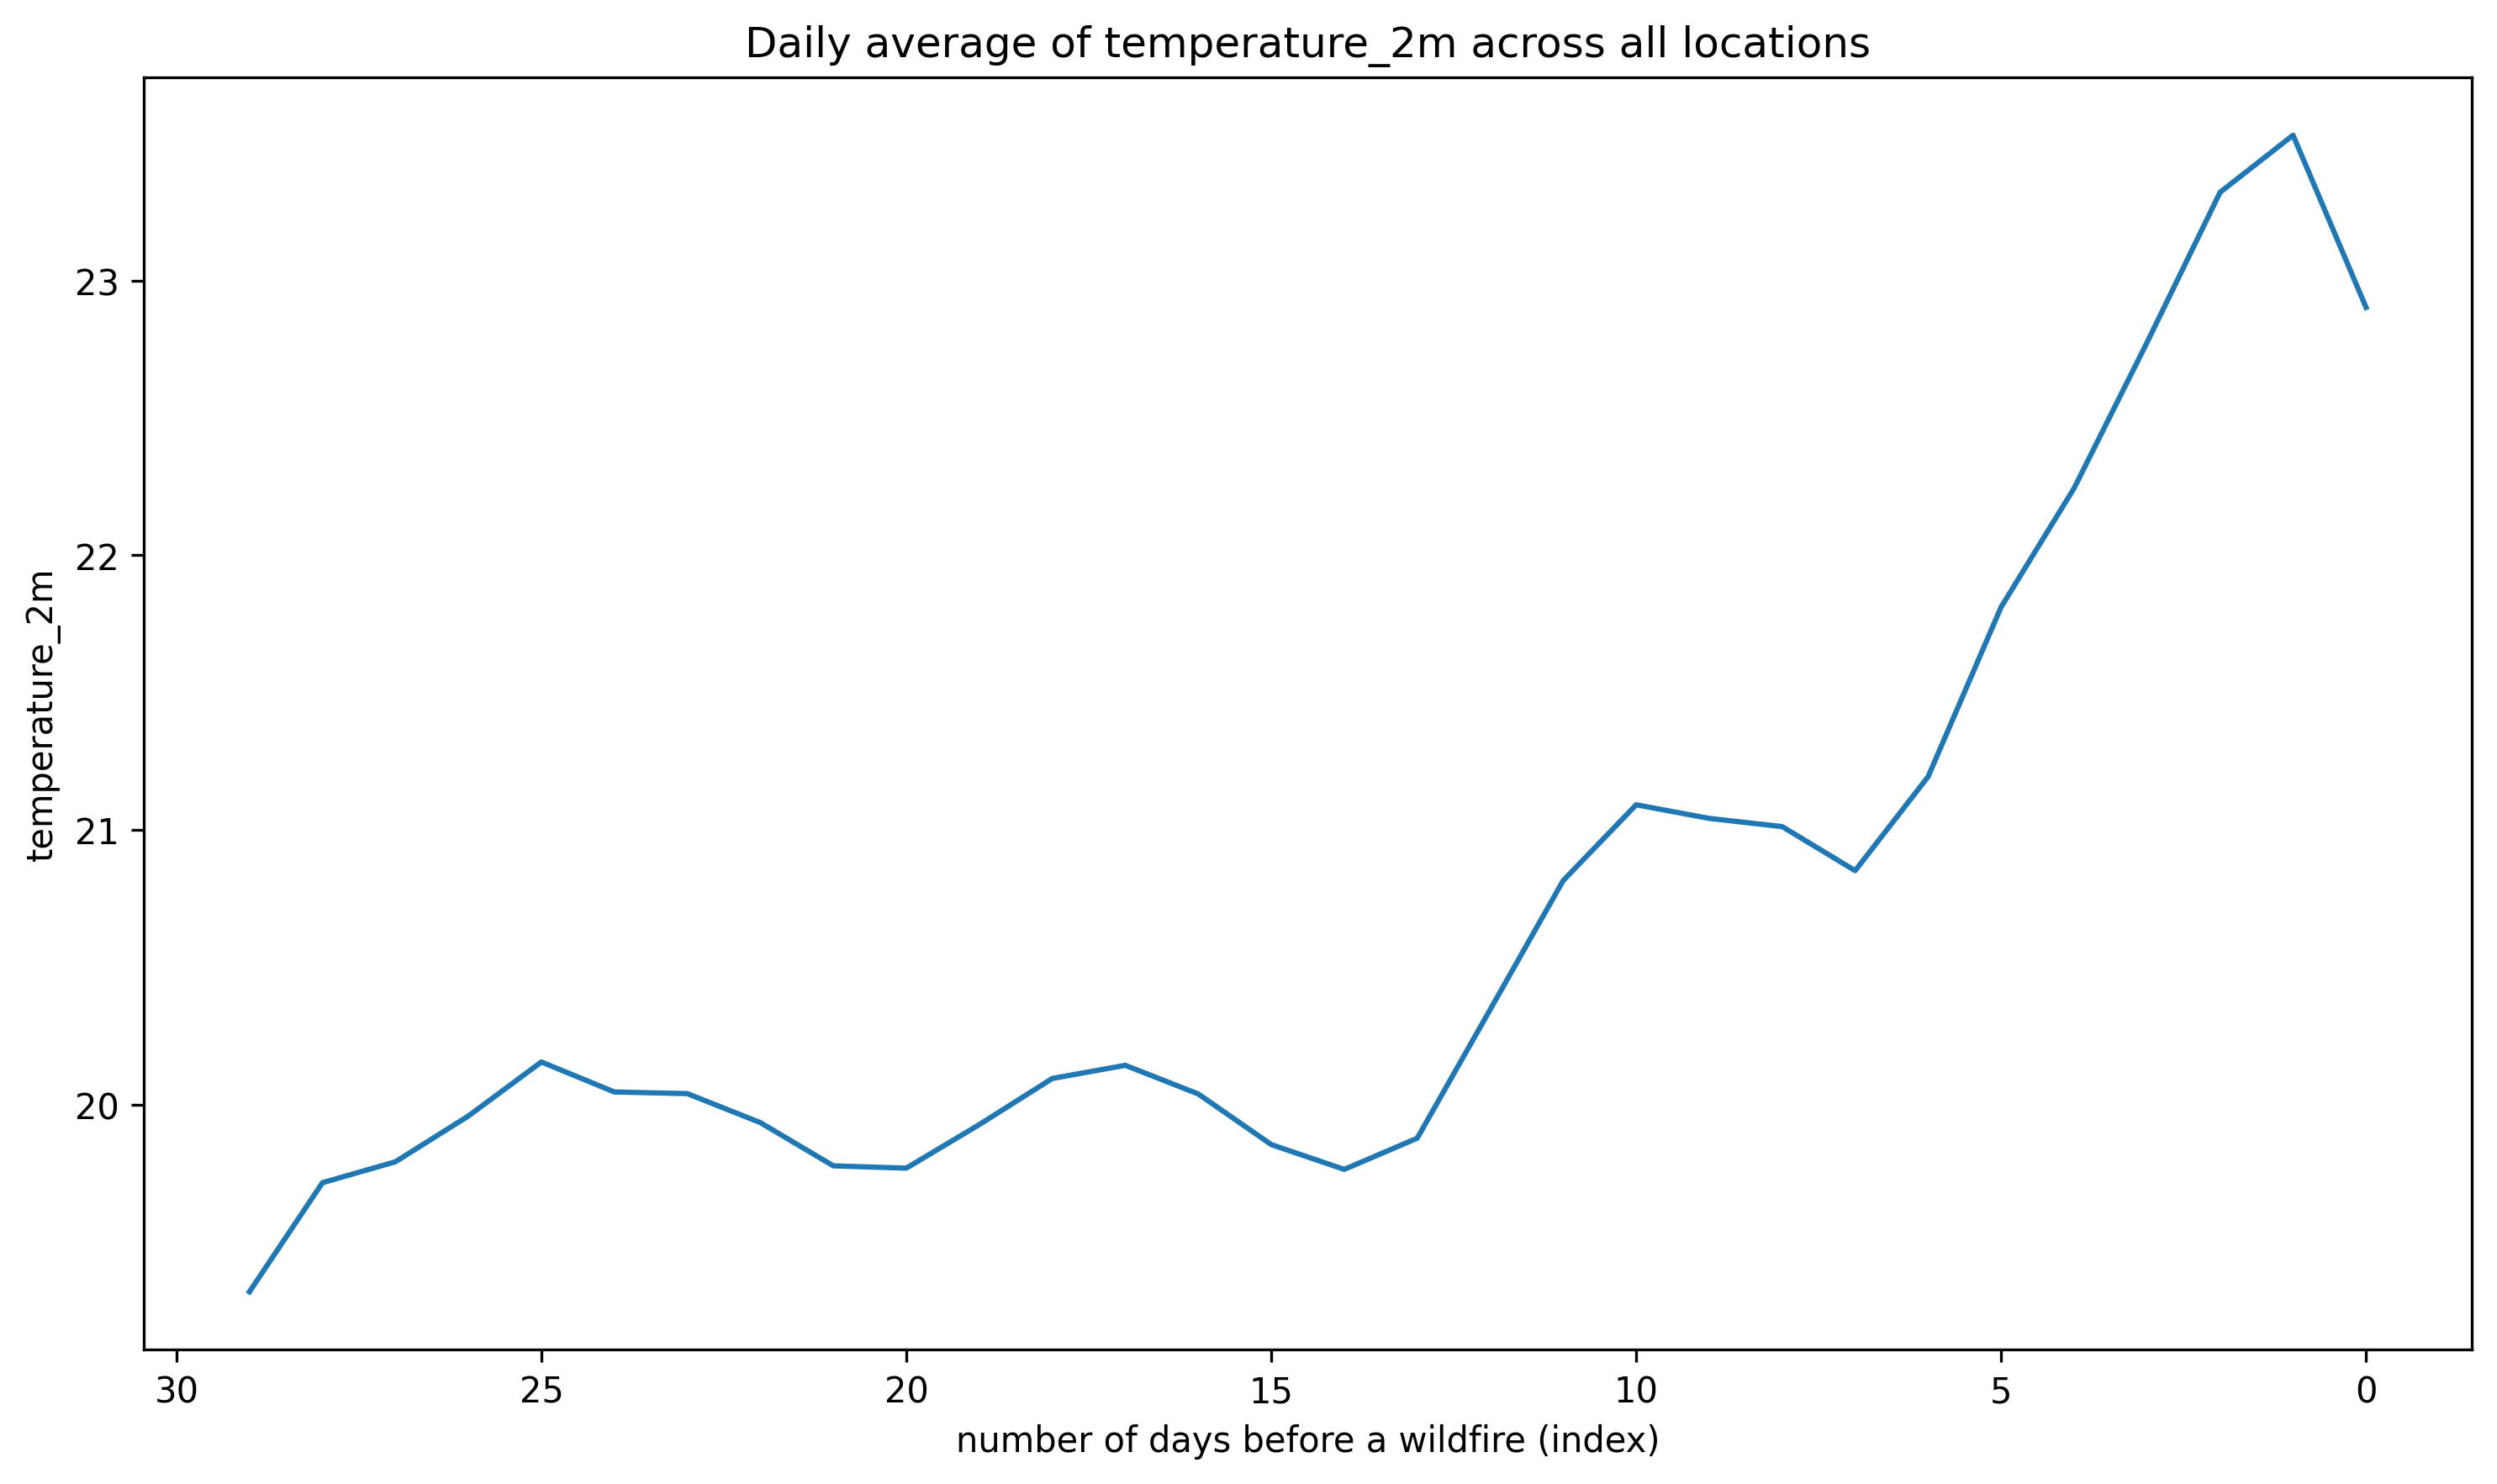 Daily average of temperature_2m across all locations
temperature_2m
23
22
21
20
30 25 20 15 10 5 0
number of days before a wildfire (index)